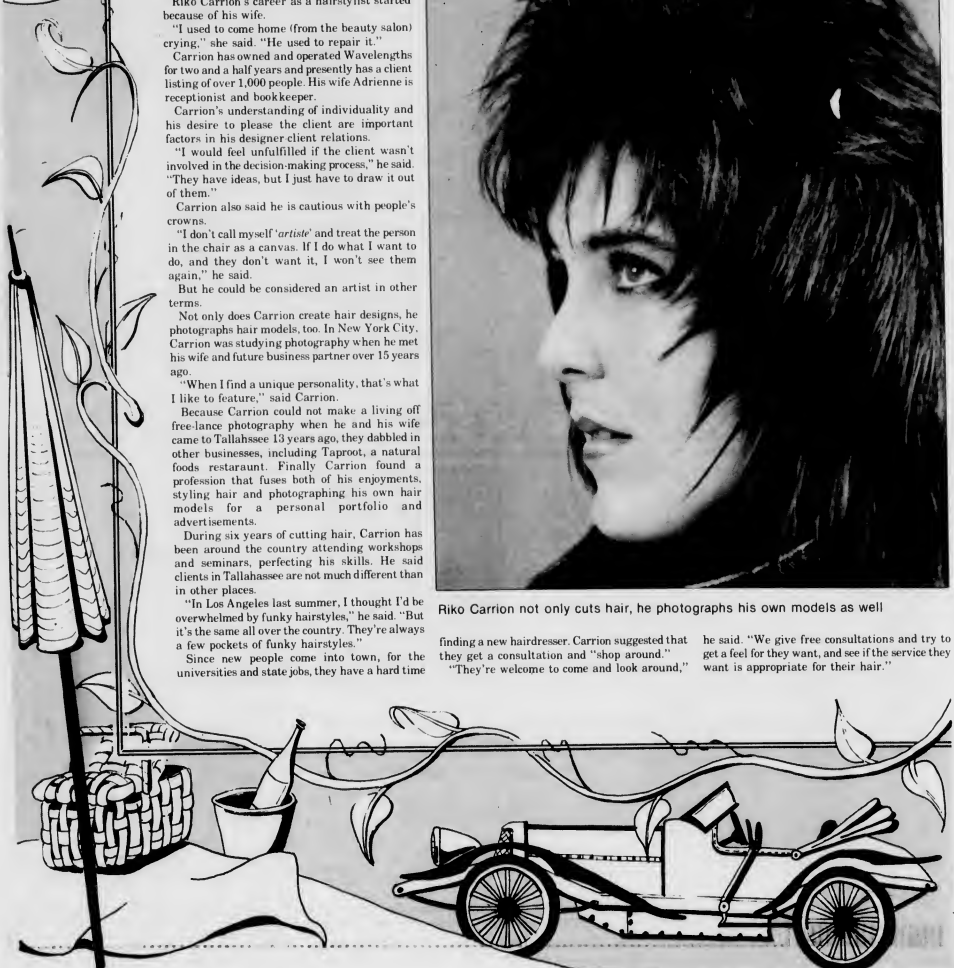 Riko Carrion's career as a hairstylist started
because of his wife.
"I used to come home (from the beauty salon)
crying," she said. "He used to repair it."
Carrion has owned and operated Wavelengths
for two and a half years and presently has a client
listing of over 1,000 people. His wife Adrienne is
receptionist and bookkeeper.
Carrion's understanding of individuality and
his desire to please the client are important
factors in his designer-client relations.
"I would feel unfulfilled if the client wasn't
involved in the decision-making process," he said.
"They have ideas, but I just have to draw it out
of them."
Carrion also said he is cautious with people's
crowns.
"I don't call myself 'artiste' and treat the person
in the chair as a canvas. If I do what I want to
do, and they don't want it, I won't see them
again," he said.
But he could be considered an artist in other
terms.
Not only does Carrion create hair designs, he
photographs hair models, too. In New York City,
Carrion was studying photography when he met
his wife and future business partner over 15 years
ago.
"When I find a unique personality, that's what
I like to feature," said Carrion.
Because Carrion could not make a living off
free-lance photography when he and his wife
came to Tallahssee 13 years ago, they dabbled in
other businesses, including Taproot, a natural
foods restaraunt. Finally Carrion found a
profession that fuses both of his enjoyments,
styling hair and photographing his own hair
models for a personal portfolio and
advertisements.
During six years of cutting hair, Carrion has
been around the country attending workshops
and seminars, perfecting his skills. He said
clients in Tallahassee are not much different than
in other places.
"In Los Angeles last summer, I thought I'd be
overwhelmed by funky hairstyles," he said. "But
it's the same all over the country. They're always
a few pockets of funky hairstyles."
Since new people come into town, for the
universities and state jobs, they have a hard time
Riko Carrion not only cuts hair, he photographs his own models as well
finding a new hairdresser. Carrion suggested that
they get a consultation and "shop around."
"They're welcome to come and look around,"
he said. "We give free consultations and try to
get a feel for they want, and see if the service they
want is appropriate for their hair."